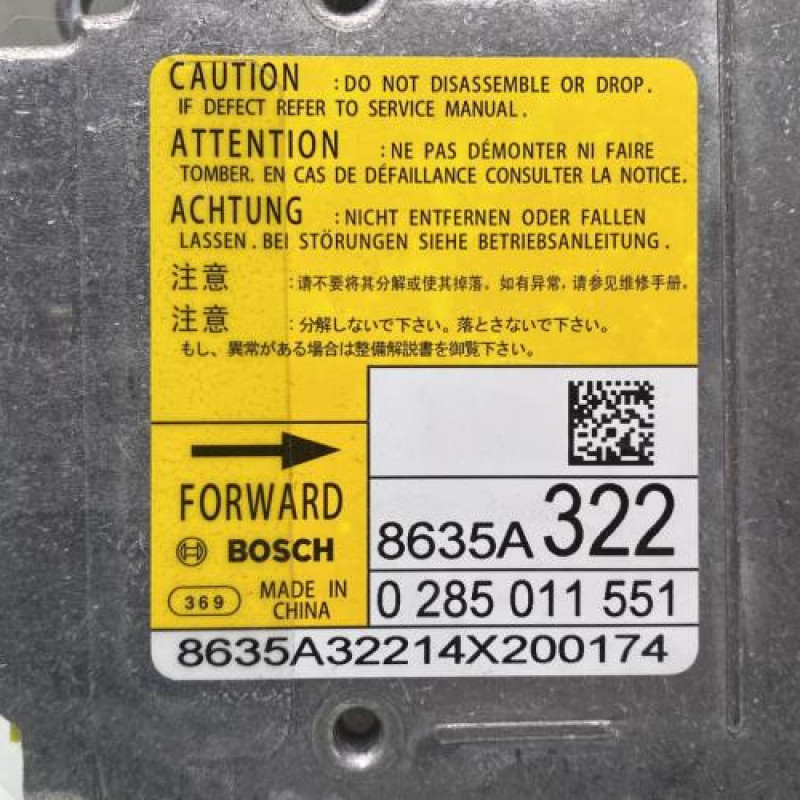 CAUTION :DO NOT DISASSEMBLE OR DROP.
IF DEFECT REFER TO SERVICE MANUAL.
ATTENTION :NE PAS DÉMONTER NI FAIRE
TOMBER. EN CAS DE DÉFAILLANCE CONSULTER LA NOTICE.
ACHTUNG :NICHT ENTFERNEN ODER FALLEN
LASSEN. BEI STÖRUNGEN SIEHE BETRIEBSANLEITUNG.
注意 :请不要将其分解或使其掉落。如有异常,请参见维修手册。
注意 :分解しないで下さい。落とさないで下さい。
もし、異常がある場合は整備解説書を御覧下さい。
FORWARD
BOSCH
8635A322
369 MADE IN
CHINA
0 285 011 551
8635A32214X200174